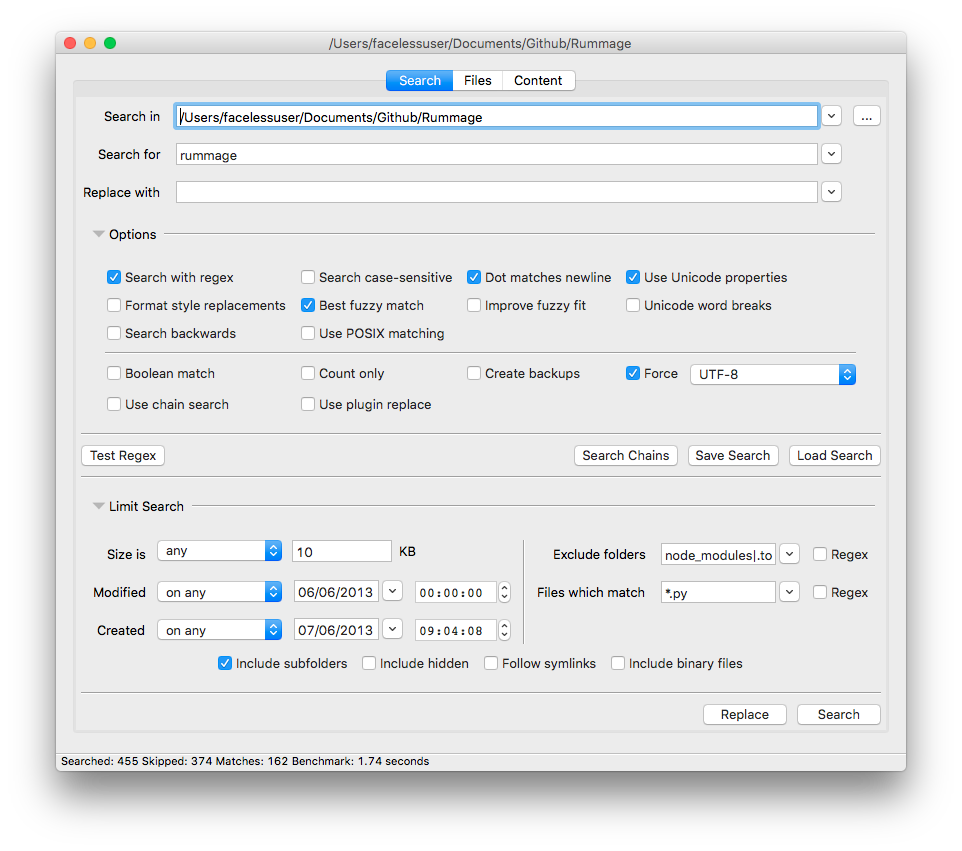 /Users/facelessuser/Documents/Github/Rummage
Search Files Content
Search in /Users/facelessuser/Documents/Github/Rummage ...
Search for rummage
Replace with
Options
Search with regex Search case-sensitive Dot matches newline Use Unicode properties
Format style replacements Best fuzzy match Improve fuzzy fit Unicode word breaks
Search backwards Use POSIX matching
Boolean match Count only Create backups Force UTF-8
Use chain search Use plugin replace
Test Regex Search Chains Save Search Load Search
Limit Search
Size is any 10 KB Exclude folders node_modules|.to Regex
Modified on any 06/06/2013 00:00:00 Files which match *.py Regex
Created on any 07/06/2013 09:04:08
Include subfolders Include hidden Follow symlinks Include binary files
Replace Search
Searched: 455 Skipped: 374 Matches: 162 Benchmark: 1.74 seconds